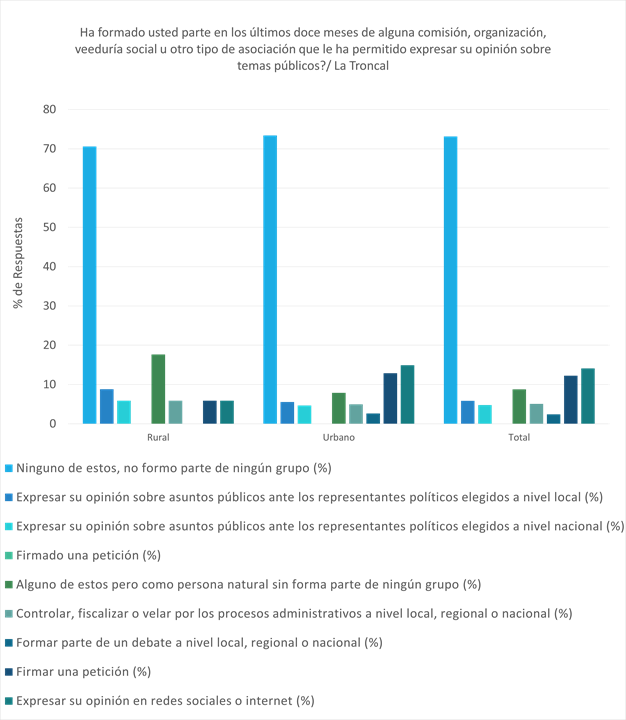 Ha formado usted parte en los últimos doce meses de alguna comisión, organización,
veeduría social u otro tipo de asociación que le ha permitido expresar su opinión sobre
temas públicos?/ La Troncal
80
70
60
50
40
30
20
10
0
% de Respuestas
Rural Urbano Total
Ninguno de estos, no formo parte de ningún grupo (%)
Expresar su opinión sobre asuntos públicos ante los representantes políticos elegidos a nivel local (%)
Expresar su opinión sobre asuntos públicos ante los representantes políticos elegidos a nivel nacional (%)
Firmado una petición (%)
Alguno de estos pero como persona natural sin forma parte de ningún grupo (%)
Controlar, fiscalizar o velar por los procesos administrativos a nivel local, regional o nacional (%)
Formar parte de un debate a nivel local, regional o nacional (%)
Firmar una petición (%)
Expresar su opinión en redes sociales o internet (%)